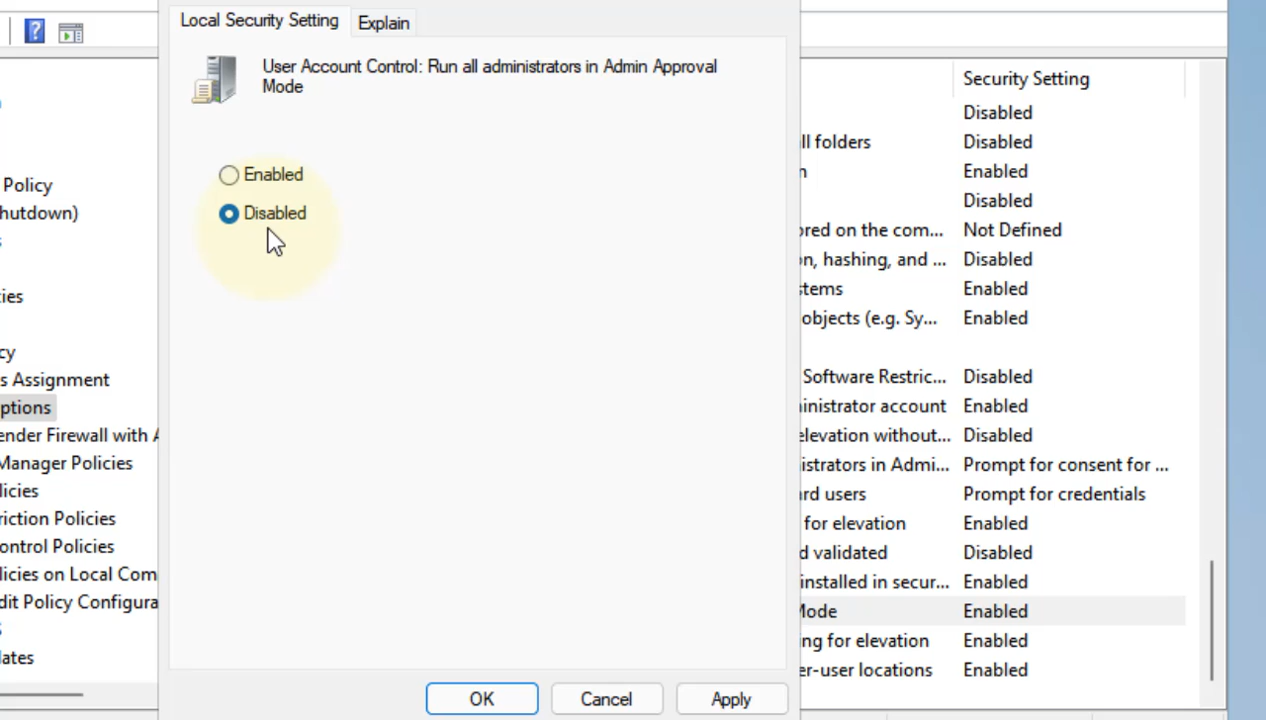 Local Security Setting
Explain
User Account Control: Run all administrators in Admin Approval
Mode
Enabled
Disabled
OK
Cancel
Apply
Policy
hutdown)
ies
cy
s Assignment
ptions
ender Firewall with A
Manager Policies
licies
riction Policies
ontrol Policies
licies on Local Com
dit Policy Configura
lates
Security Setting
Disabled
ll folders Disabled
n Enabled
Disabled
ored on the com... Not Defined
on, hashing, and ... Disabled
stems Enabled
objects (e.g. Sy... Enabled
Software Restric... Disabled
ministrator account Enabled
elevation without... Disabled
istrators in Admi... Prompt for consent for ...
ard users Prompt for credentials
for elevation Enabled
d validated Disabled
installed in secur... Enabled
Mode Enabled
ng for elevation Enabled
er-user locations Enabled